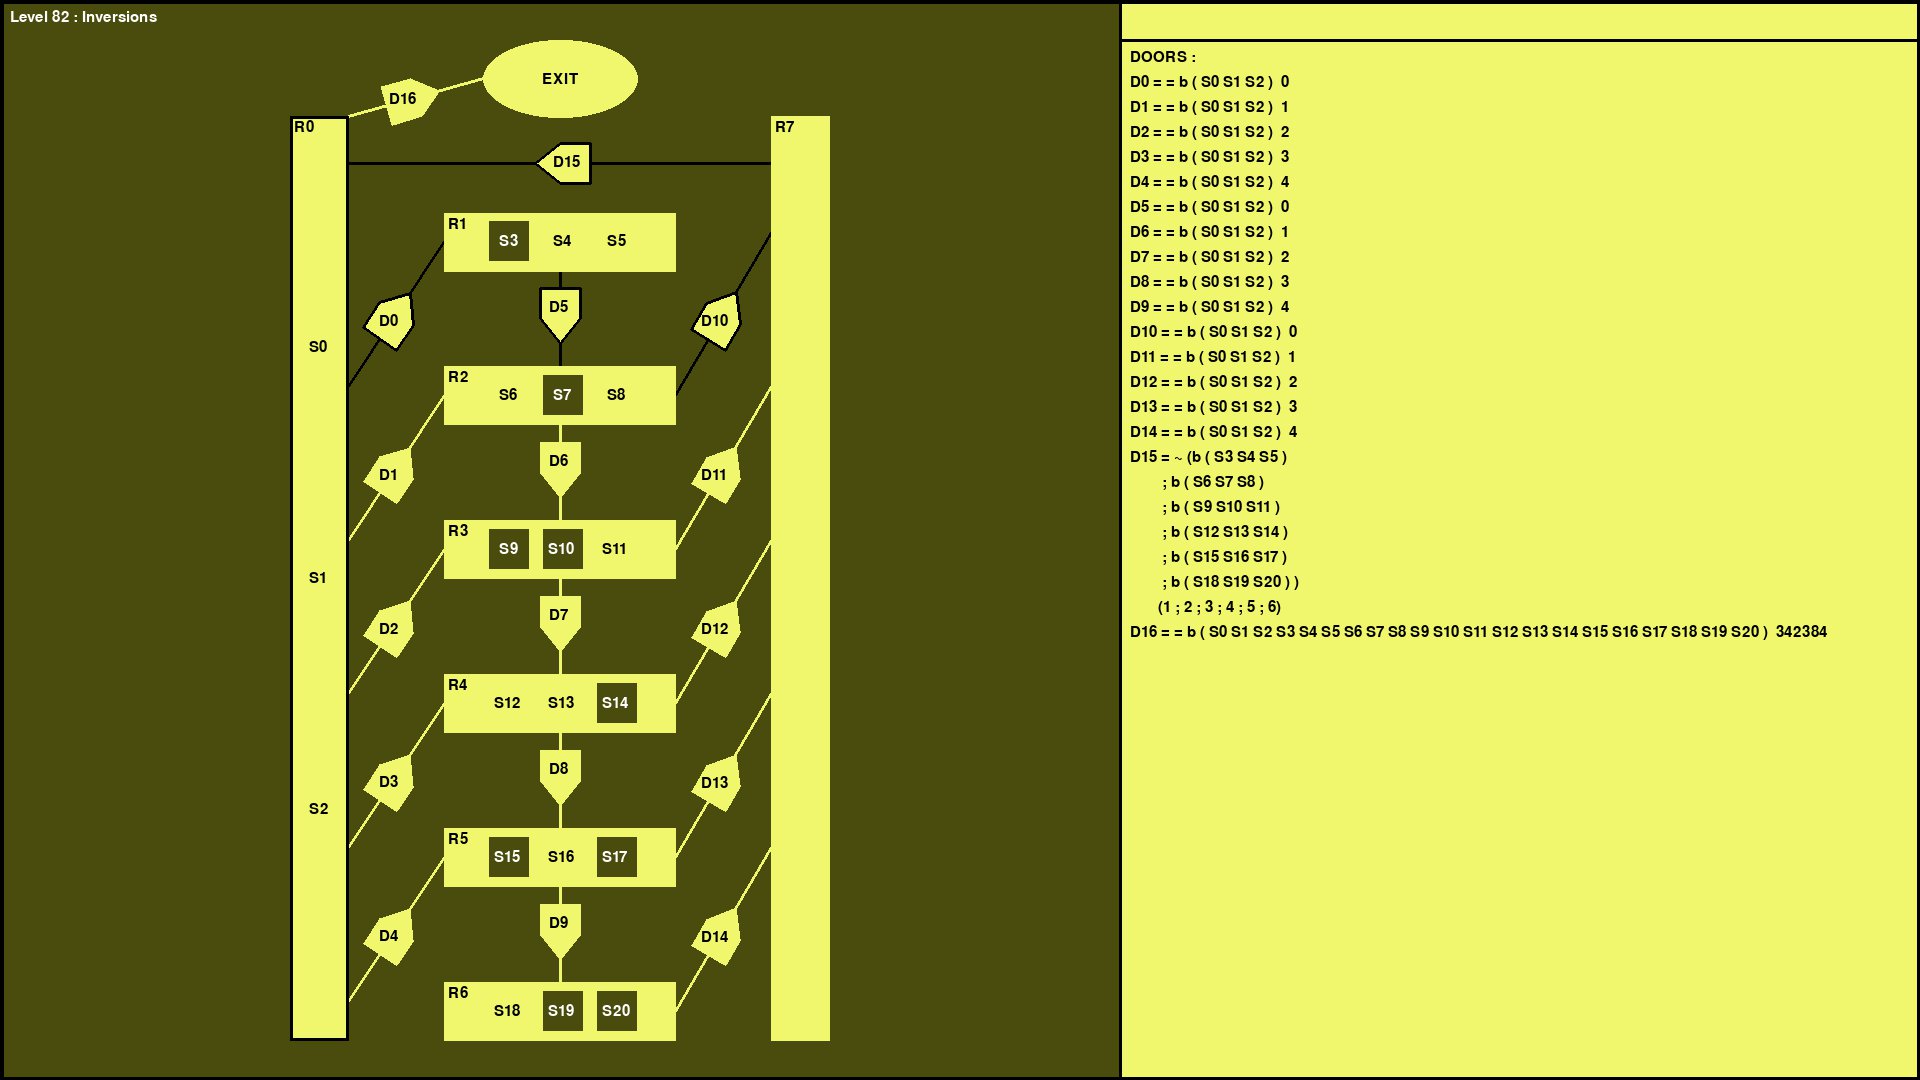 Level 82 : Inversions
EXIT
D16
R0
R7
D15
R1
S3 S4 S5
D0
D5
D10
S0
R2
S6 S7 S8
D1
D6
D11
R3
S9 S10 S11
S1
D2
D7
D12
R4
S12 S13 S14
D3
D8
D13
S2
R5
S15 S16 S17
D4
D9
D14
R6
S18 S19 S20
DOORS :
D0 = = b ( S0 S1 S2 ) 0
D1 = = b ( S0 S1 S2 ) 1
D2 = = b ( S0 S1 S2 ) 2
D3 = = b ( S0 S1 S2 ) 3
D4 = = b ( S0 S1 S2 ) 4
D5 = = b ( S0 S1 S2 ) 0
D6 = = b ( S0 S1 S2 ) 1
D7 = = b ( S0 S1 S2 ) 2
D8 = = b ( S0 S1 S2 ) 3
D9 = = b ( S0 S1 S2 ) 4
D10 = = b ( S0 S1 S2 ) 0
D11 = = b ( S0 S1 S2 ) 1
D12 = = b ( S0 S1 S2 ) 2
D13 = = b ( S0 S1 S2 ) 3
D14 = = b ( S0 S1 S2 ) 4
D15 = ~ (b ( S3 S4 S5 )
; b ( S6 S7 S8 )
; b ( S9 S10 S11 )
; b ( S12 S13 S14 )
; b ( S15 S16 S17 )
; b ( S18 S19 S20 ) )
(1 ; 2 ; 3 ; 4 ; 5 ; 6)
D16 = = b ( S0 S1 S2 S3 S4 S5 S6 S7 S8 S9 S10 S11 S12 S13 S14 S15 S16 S17 S18 S19 S20 ) 342384